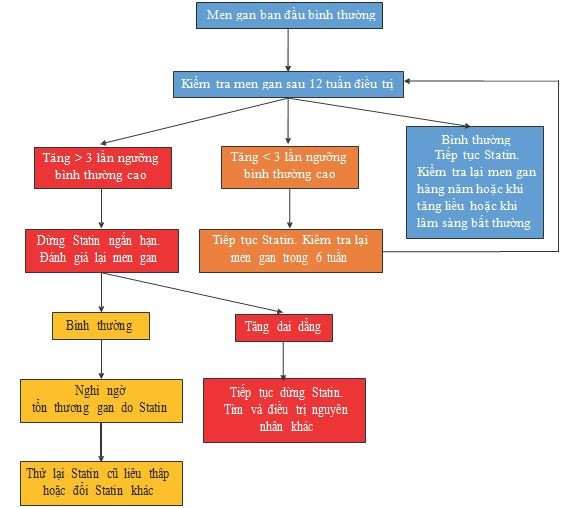 Men gan ban đầu bình thường
Kiểm tra men gan sau 12 tuần điều trị
Tăng > 3 lần ngưỡng
bình thường cao
Tăng < 3 lần ngưỡng
bình thường cao
Bình thường
Tiếp tục Statin.
Kiểm tra lại men gan
hàng năm hoặc khi
tăng liều hoặc khi
lâm sàng bất thường
Dừng Statin ngắn hạn.
Đánh giá lại men gan
Tiếp tục Statin. Kiểm tra lại
men gan trong 6 tuần
Bình thường
Tăng dai dẳng
Nghi ngờ
tổn thương gan do Statin
Tiếp tục dừng Statin.
Tìm và điều trị nguyên
nhân khác
Thử lại Statin cũ liều thấp
hoặc đổi Statin khác